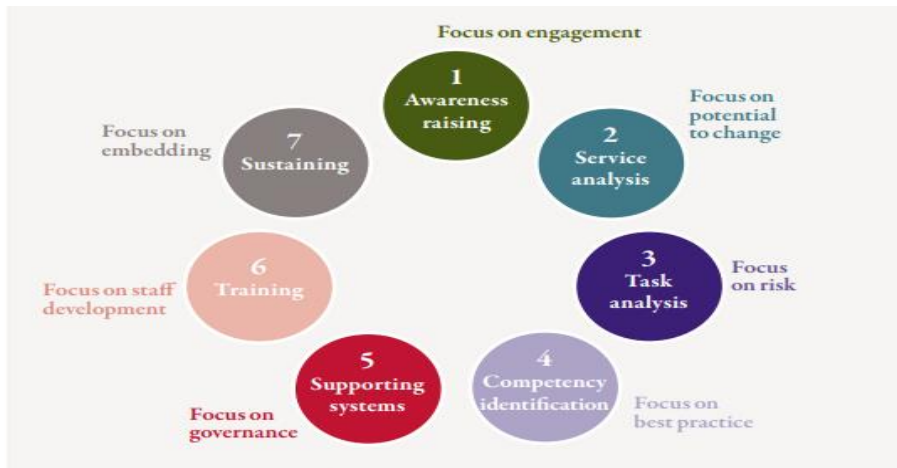 Focus on engagement
1
Awareness
raising
Focus on
potential
to change
2
Service
analysis
3
Task
analysis
Focus
on risk
4
Competency
identification
Focus on
best practice
5
Supporting
systems
Focus on
governance
6
Training
Focus on staff
development
7
Sustaining
Focus on
embedding